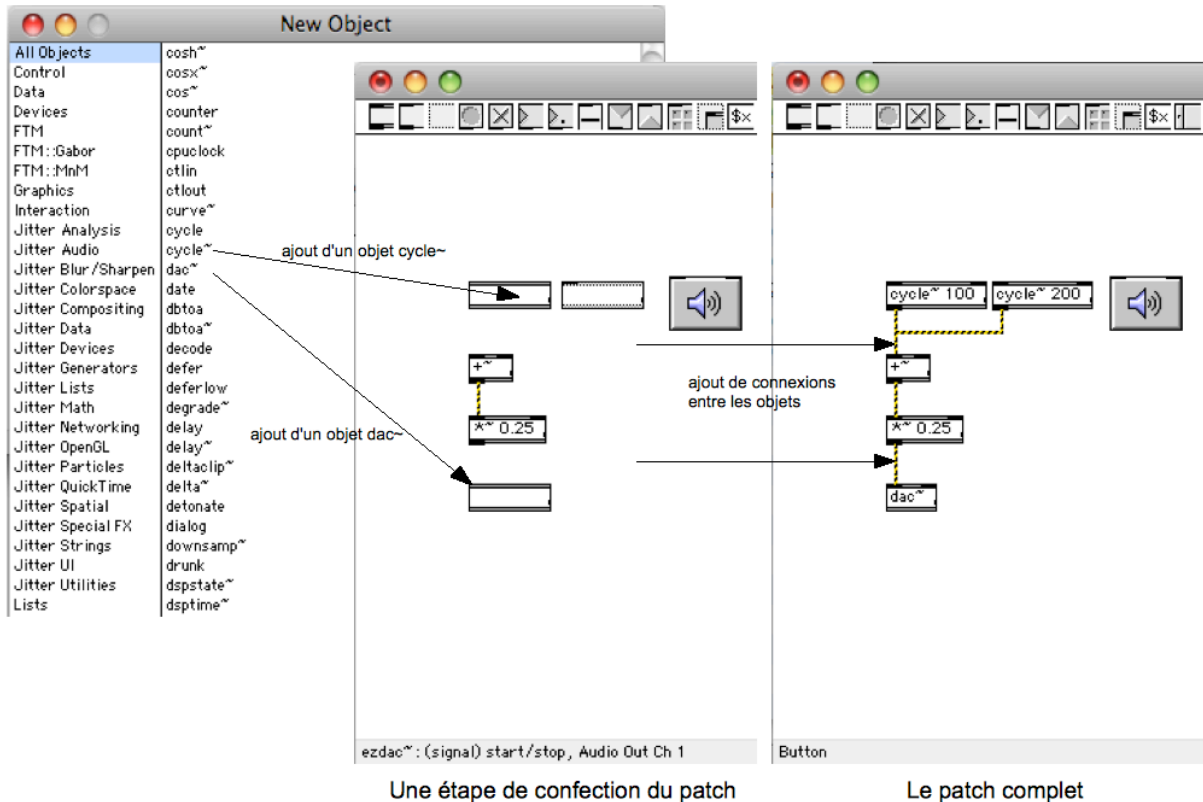 New Object
All Objects
Control
Data
Devices
FTM
FTM::Gabor
FTM::MnM
Graphics
Interaction
Jitter Analysis
Jitter Audio
Jitter Blur/Sharpen
Jitter Colorspace
Jitter Compositing
Jitter Data
Jitter Devices
Jitter Generators
Jitter Lists
Jitter Math
Jitter Networking
Jitter OpenGL
Jitter Particles
Jitter QuickTime
Jitter Spatial
Jitter Special FX
Jitter Strings
Jitter UI
Jitter Utilities
Lists
cosh~
cosx~
cos~
counter
count~
cpuclock
ctlin
ctlout
curve~
cycle
cycle~
dac~
date
dbtoa
dbtoa~
decode
defer
deferlow
degrade~
delay
delay~
deltaclip~
delta~
detonate
dialog
downsamp~
drunk
dspstate~
dsptime~
ajout d'un objet cycle~
ajout d'un objet dac~
$x
+~
*~ 0.25
ezdac~: (signal) start/stop, Audio Out Ch 1
Une étape de confection du patch
ajout de connexions
entre les objets
$x
cycle~ 100
cycle~ 200
+~
*~ 0.25
dac~
Button
Le patch complet